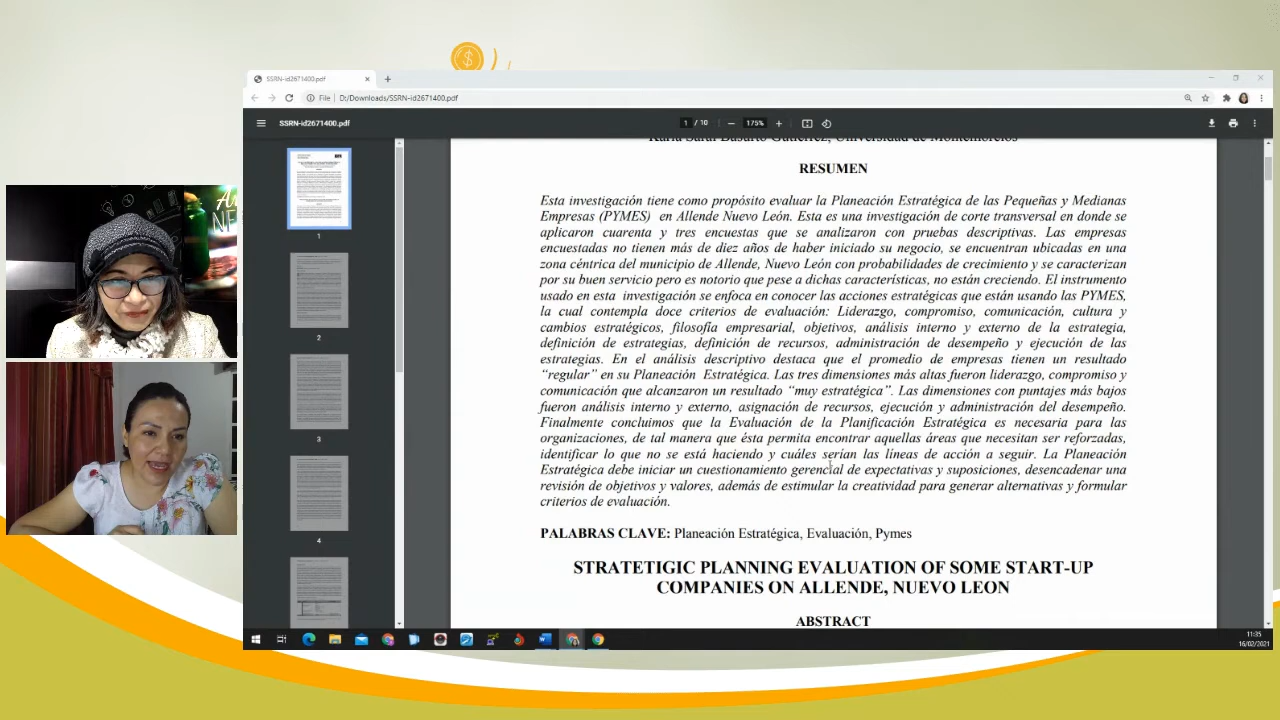 SSRN-id2671400.pdf
File D:/Downloads/SSRN-id2671400.pdf
SSRN-id2671400.pdf 1 / 10 175%
RESUMEN
Esta investigación tiene como propósito evaluar la Planeación Estratégica de las Pequeñas y Medianas
Empresas (PYMES) en Allende Nuevo León. Esta es una investigación de corte transversal en donde se
aplicaron cuarenta y tres encuestas que se analizaron con pruebas descriptivas. Las empresas
encuestadas no tienen más de diez años de haber iniciado su negocio, se encuentran ubicadas en una
zona urbana del municipio de Allende, Nuevo León con probabilidades de crecimiento y se caracterizan
por su buen servicio, pero es notorio que pese a dichas características, no están creciendo. El instrumento
usado en esta investigación se enfoca en conocer las acciones estratégicas que están usando las PYMES,
la cual contempla once criterios de evaluación: Liderazgo, compromiso, comunicación, cultura y
cambios estratégicos, filosofía empresarial, objetivos, análisis interno y externo de la estrategia,
definición de estrategias, definición de recursos, administración de desempeño y ejecución de las
estrategias. En el análisis descriptivo destaca que el promedio de empresas tuvo un resultado
“regular” en su Planeación Estratégica. Las tres dimensiones más altas fueron liderazgo, compromiso y
comunicación que alcanzaron un criterio “muy estratégica”. Las dimensiones con puntajes más bajos
fueron análisis interno y externo, definición de recursos, ejecución y administración del desempeño.
Finalmente concluimos que la Evaluación de la Planificación Estratégica es necesaria para las
organizaciones, de tal manera que ésta permita encontrar aquellas áreas que necesitan ser reforzadas,
identificar lo que no se está haciendo y cuáles serían las líneas de acción a seguir. La Planeación
Estratégica debe iniciar un cuestionamiento gerencial de expectativas y suposiciones, desencadenar una
revisión de objetivos y valores, además de estimular la creatividad para generar alternativas y formular
criterios de evaluación.
PALABRAS CLAVE: Planeación Estratégica, Evaluación, Pymes
STRATETIGIC PLANNING EVALUATION OF SOME START-UP
COMPANIES ON ALLENDE, NUEVO LEON
ABSTRACT
1
2
3
4
11:35
16/02/2021